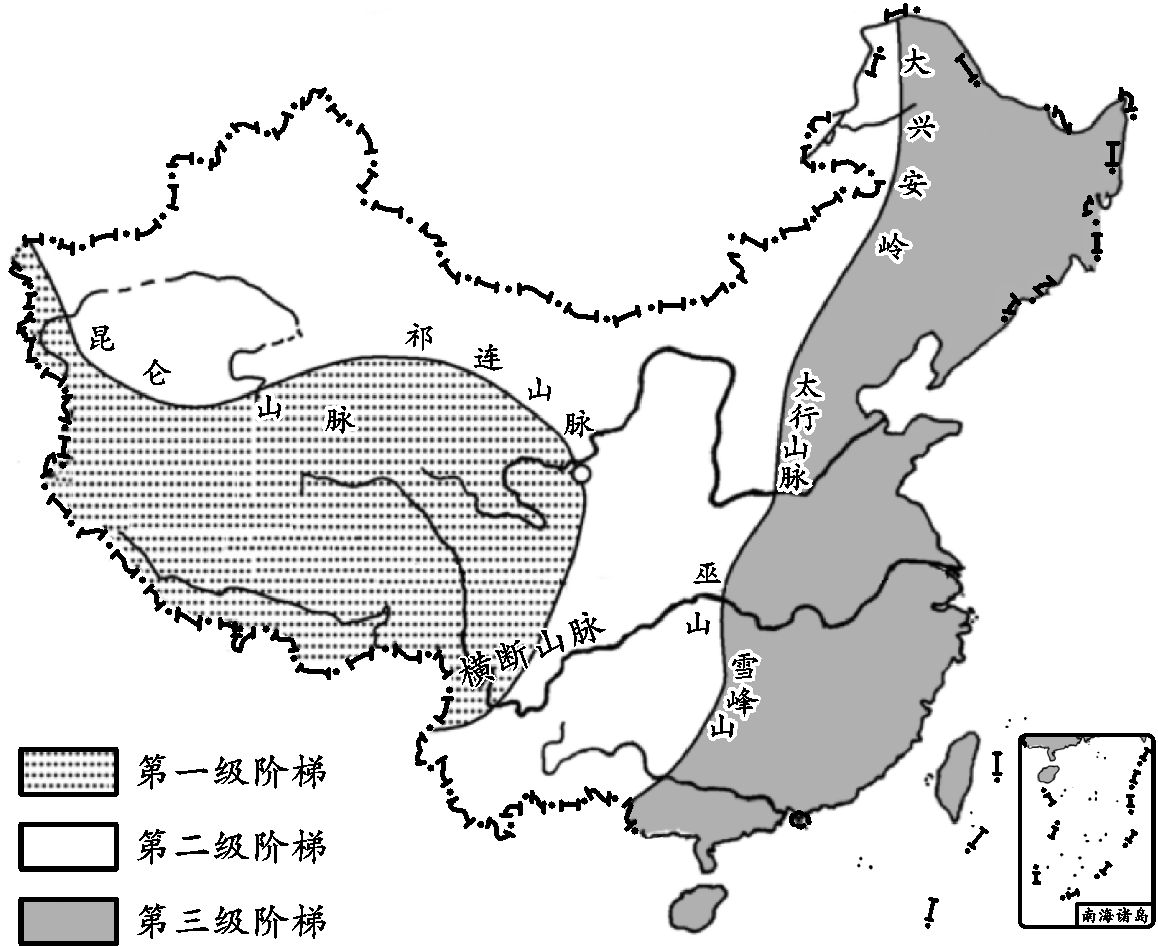 大兴安岭
昆仑山脉
祁连山脉
太行山脉
巫山
横断山脉
雪峰山
第一级阶梯
第二级阶梯
第三级阶梯
南海诸岛